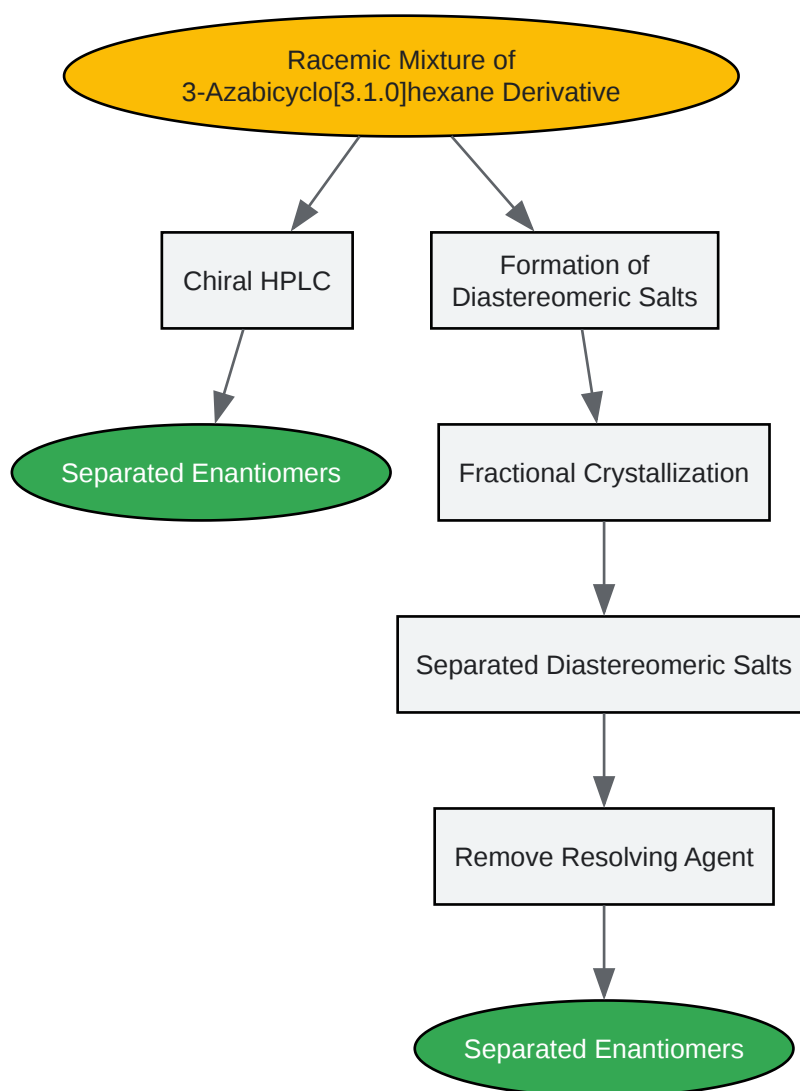 Racemic Mixture of
3-Azabicyclo[3.1.0]hexane Derivative
Chiral HPLC
Formation of
Diastereomeric Salts
Separated Enantiomers
Fractional Crystallization
Separated Diastereomeric Salts
Remove Resolving Agent
Separated Enantiomers